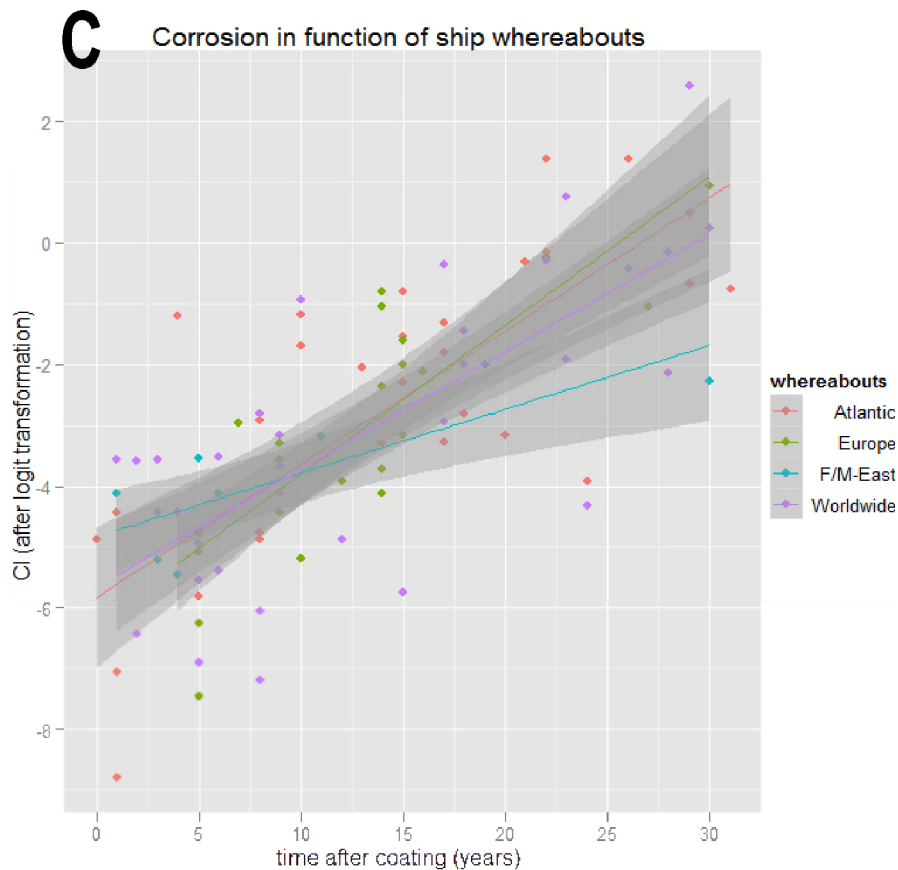 C
Corrosion in function of ship whereabouts
CI (after logit transformation)
2
0
-2
-4
-6
-8
0 5 10 15 20 25 30
time after coating (years)
whereabouts
Atlantic
Europe
F/M-East
Worldwide